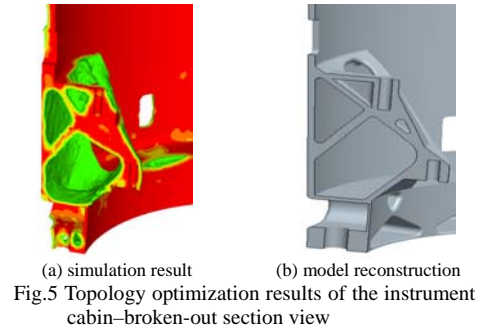 (a) simulation result
(b) model reconstruction
Fig.5 Topology optimization results of the instrument
cabin–broken-out section view